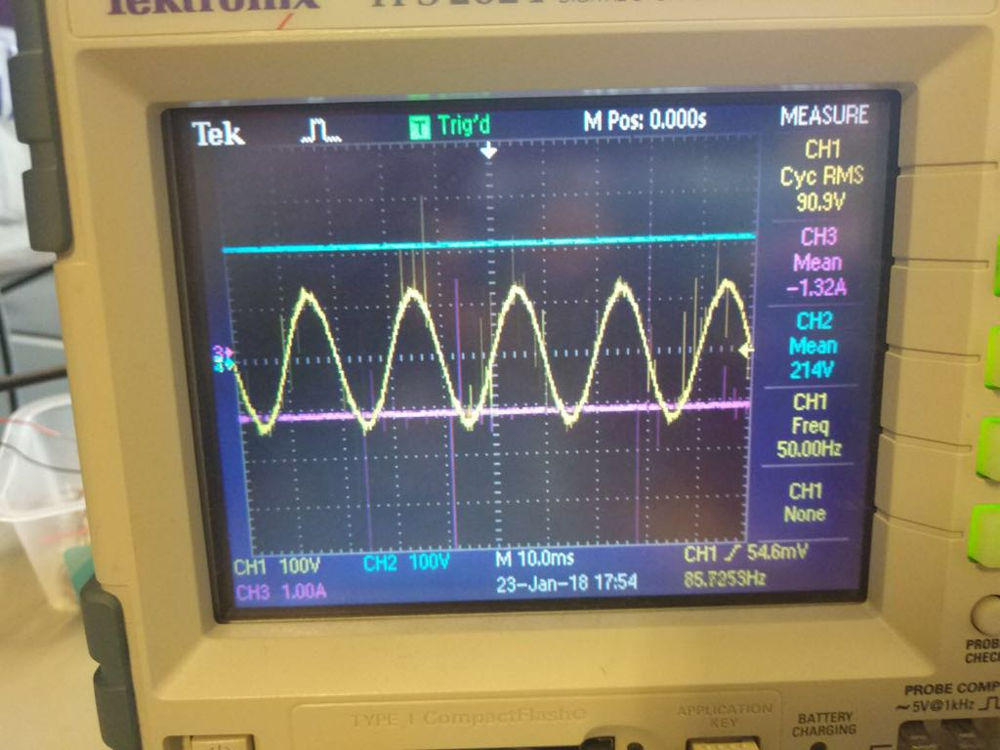 Tektronix
Tek Trig'd M Pos: 0.000s MEASURE
CH1
Cyc RMS
90.9V
CH3
Mean
-1.32A
CH2
Mean
214V
CH1
Freq
50.00Hz
CH1
None
CH1 100V CH2 100V M 10.0ms CH1 54.6mV
CH3 1.00A 23-Jan-18 17:54 85.7253Hz
PROBE
CHECK
PROBE COMP
~5V@1kHz
TYPE I CompactFlash®
APPLICATION
KEY
BATTERY
CHARGING